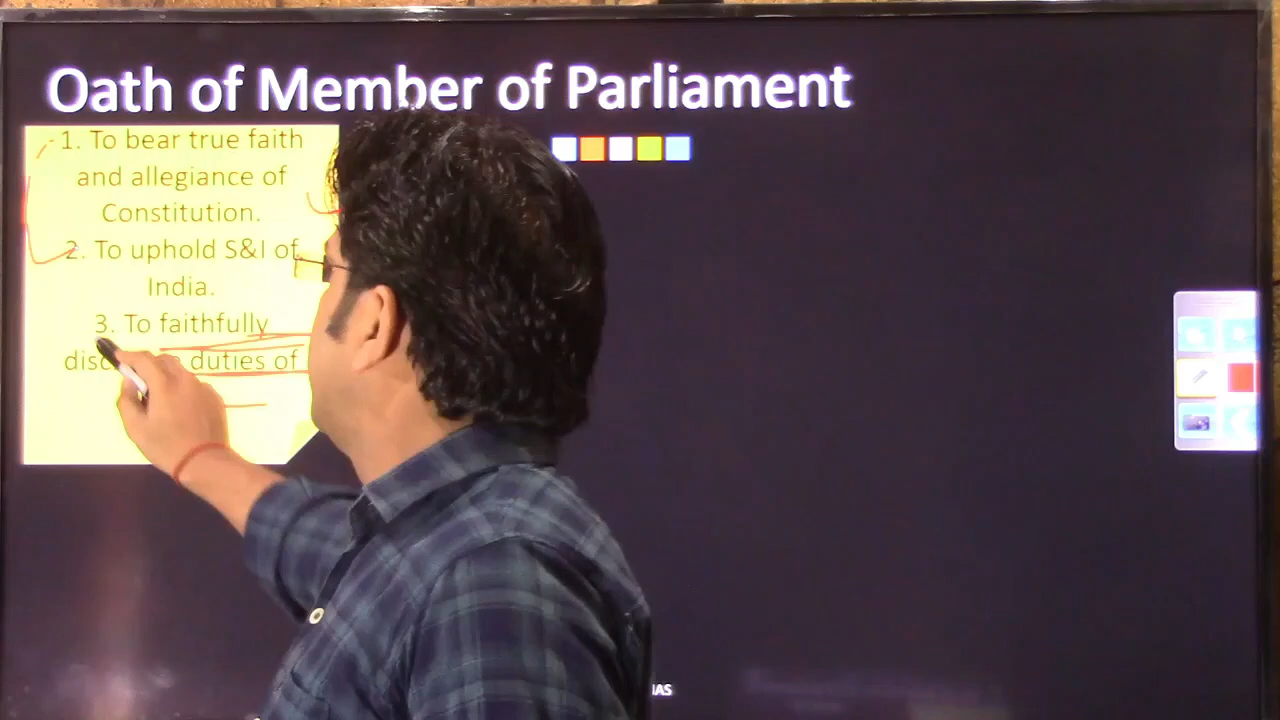 Oath of Member of Parliament
1. To bear true faith
and allegiance of
Constitution.
2. To uphold S&I of
India.
3. To faithfully
duties of
IAS